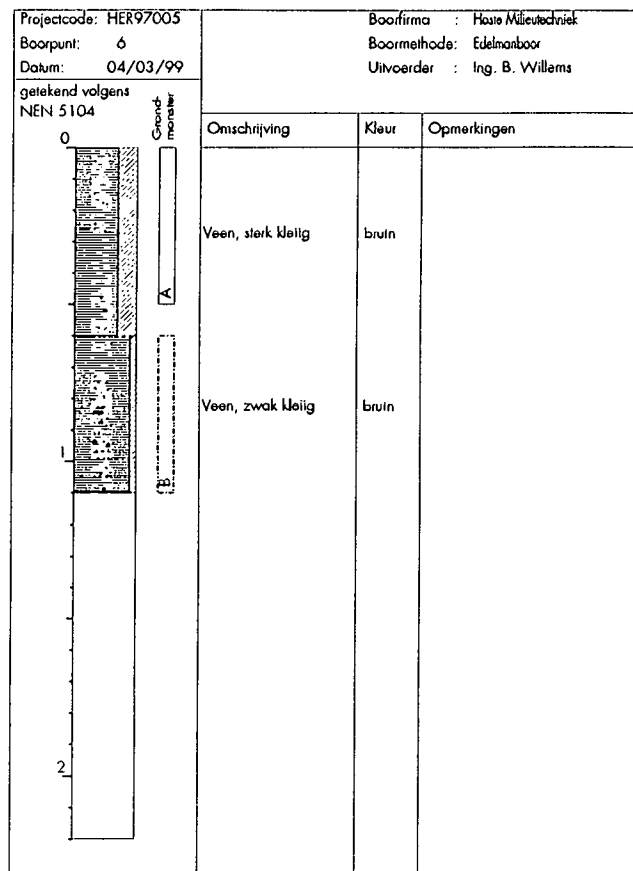 Projectcode: HER97005
Boorpunt: 6
Datum: 04/03/99
Boorfirma : Haste Milieutechniek
Boormethode: Edelmanboor
Uitvoerder : Ing. B. Willems
getekend volgens
NEN 5104
Grond-
monster
Omschrijving Kleur Opmerkingen
0
Veen, sterk kleiig bruin
A
Veen, zwak kleiig bruin
1
B
2